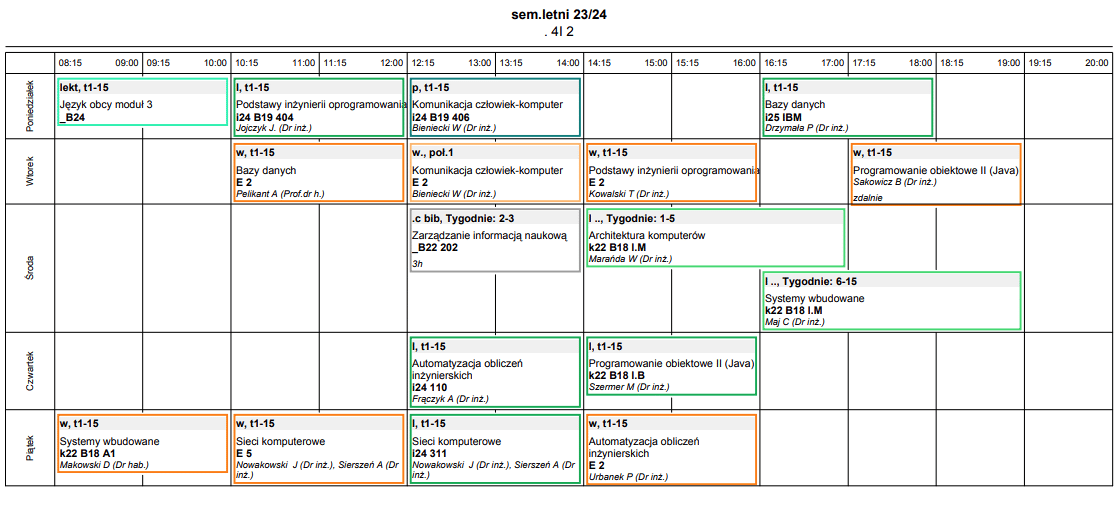 sem.letni 23/24
. 4I 2
08:15 09:00 09:15 10:00 10:15 11:00 11:15 12:00 12:15 13:00 13:15 14:00 14:15 15:00 15:15 16:00 16:15 17:00 17:15 18:00 18:15 19:00 19:15 20:00
Poniedziałek
lekt, t1-15
Język obcy moduł 3
_B24
l, t1-15
Podstawy inżynierii oprogramowania
i24 B19 404
Jojczyk J. (Dr inż.)
p, t1-15
Komunikacja człowiek-komputer
i24 B19 406
Bieniecki W (Dr inż.)
l, t1-15
Bazy danych
i25 IBM
Drzymała P (Dr inż.)
Wtorek
w, t1-15
Bazy danych
E 2
Pelikant A (Prof.dr h.)
w., poł.1
Komunikacja człowiek-komputer
E 2
Bieniecki W (Dr inż.)
w, t1-15
Podstawy inżynierii oprogramowania
E 2
Kowalski T (Dr inż.)
w, t1-15
Programowanie obiektowe II (Java)
Sakowicz B (Dr inż.)
zdalnie
Środa
.c bib, Tygodnie: 2-3
Zarządzanie informacją naukową
_B22 202
3h
l .., Tygodnie: 1-5
Architektura komputerów
k22 B18 I.M
Marańda W (Dr inż.)
l .., Tygodnie: 6-15
Systemy wbudowane
k22 B18 I.M
Maj C (Dr inż.)
Czwartek
l, t1-15
Automatyzacja obliczeń
inżynierskich
i24 110
Frączyk A (Dr inż.)
l, t1-15
Programowanie obiektowe II (Java)
k22 B18 I.B
Szermer M (Dr inż.)
Piątek
w, t1-15
Systemy wbudowane
k22 B18 A1
Makowski D (Dr hab.)
w, t1-15
Sieci komputerowe
E 5
Nowakowski J (Dr inż.), Sierszeń A (Dr
inż.)
l, t1-15
Sieci komputerowe
i24 311
Nowakowski J (Dr inż.), Sierszeń A (Dr
inż.)
w, t1-15
Automatyzacja obliczeń
inżynierskich
E 2
Urbanek P (Dr inż.)